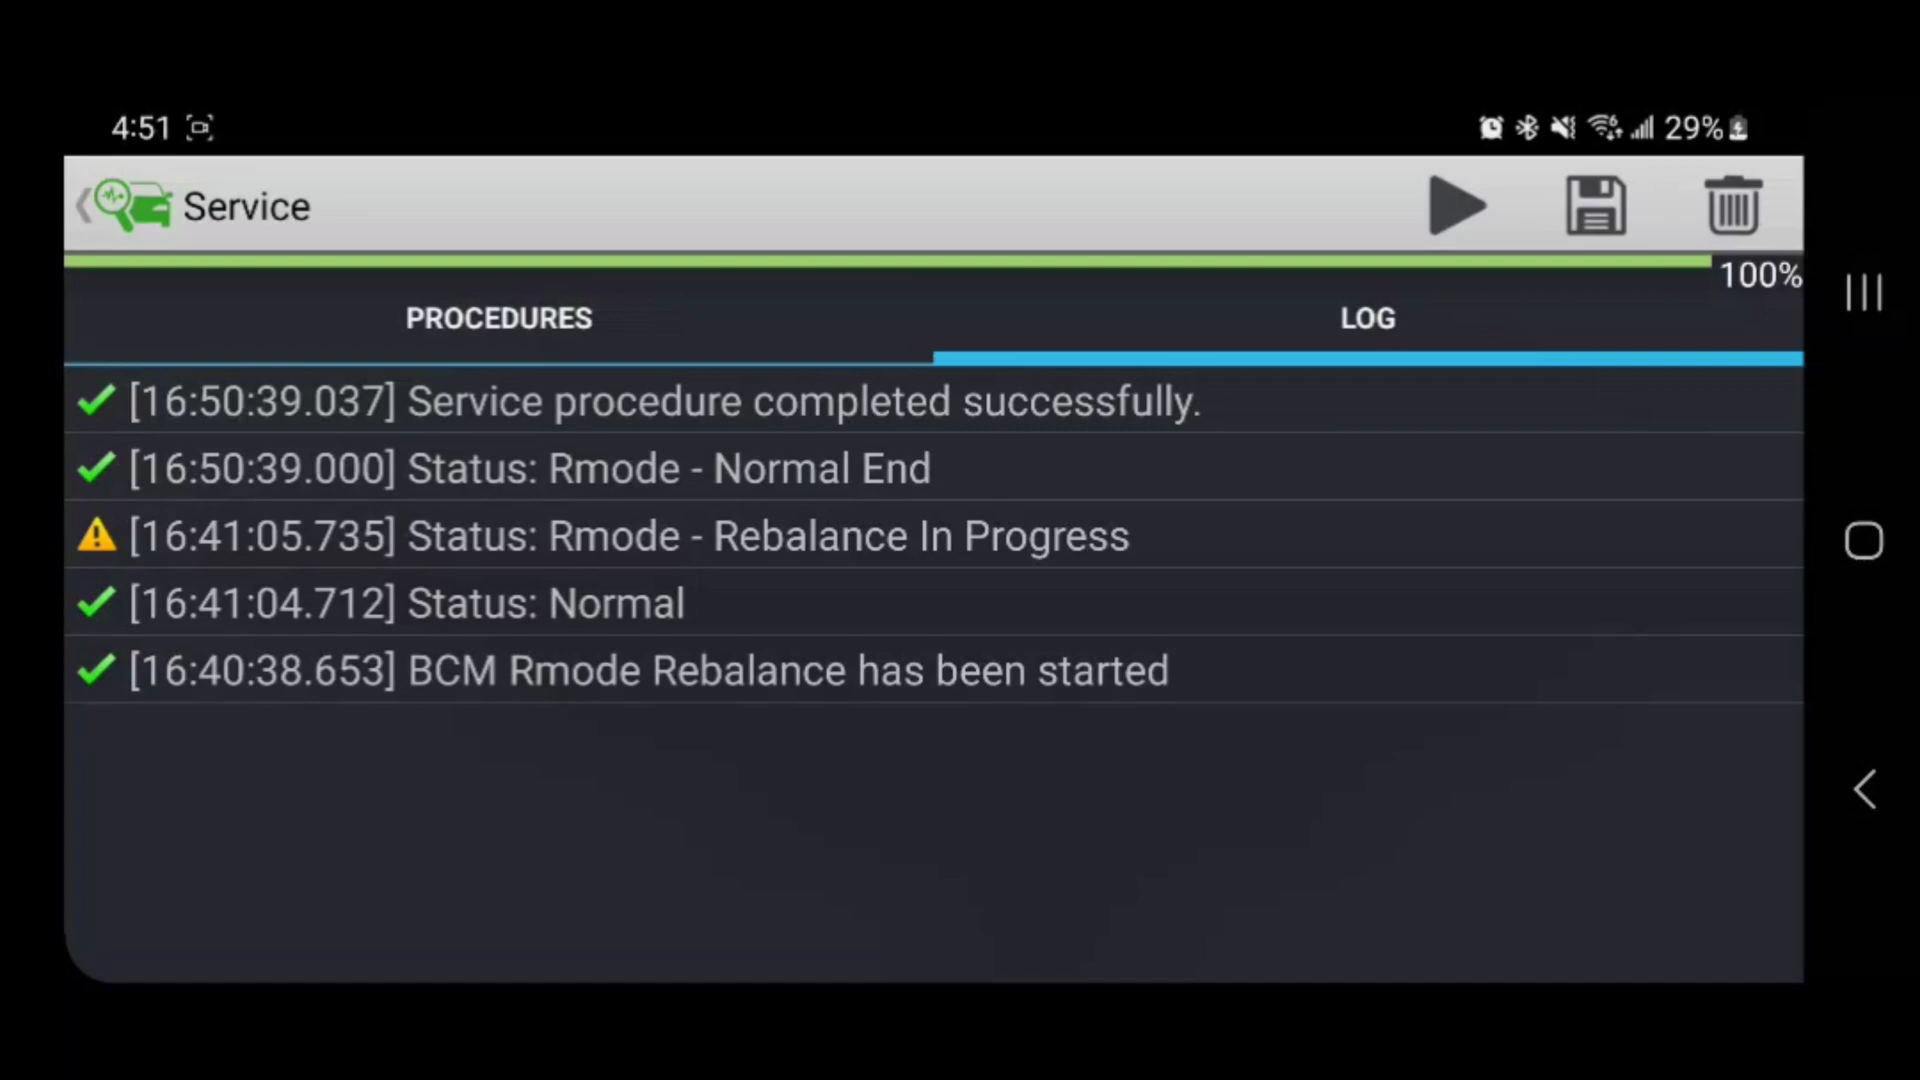 4:51
29%
Service
100%
PROCEDURES
LOG
[16:50:39.037] Service procedure completed successfully.
[16:50:39.000] Status: Rmode - Normal End
[16:41:05.735] Status: Rmode - Rebalance In Progress
[16:41:04.712] Status: Normal
[16:40:38.653] BCM Rmode Rebalance has been started